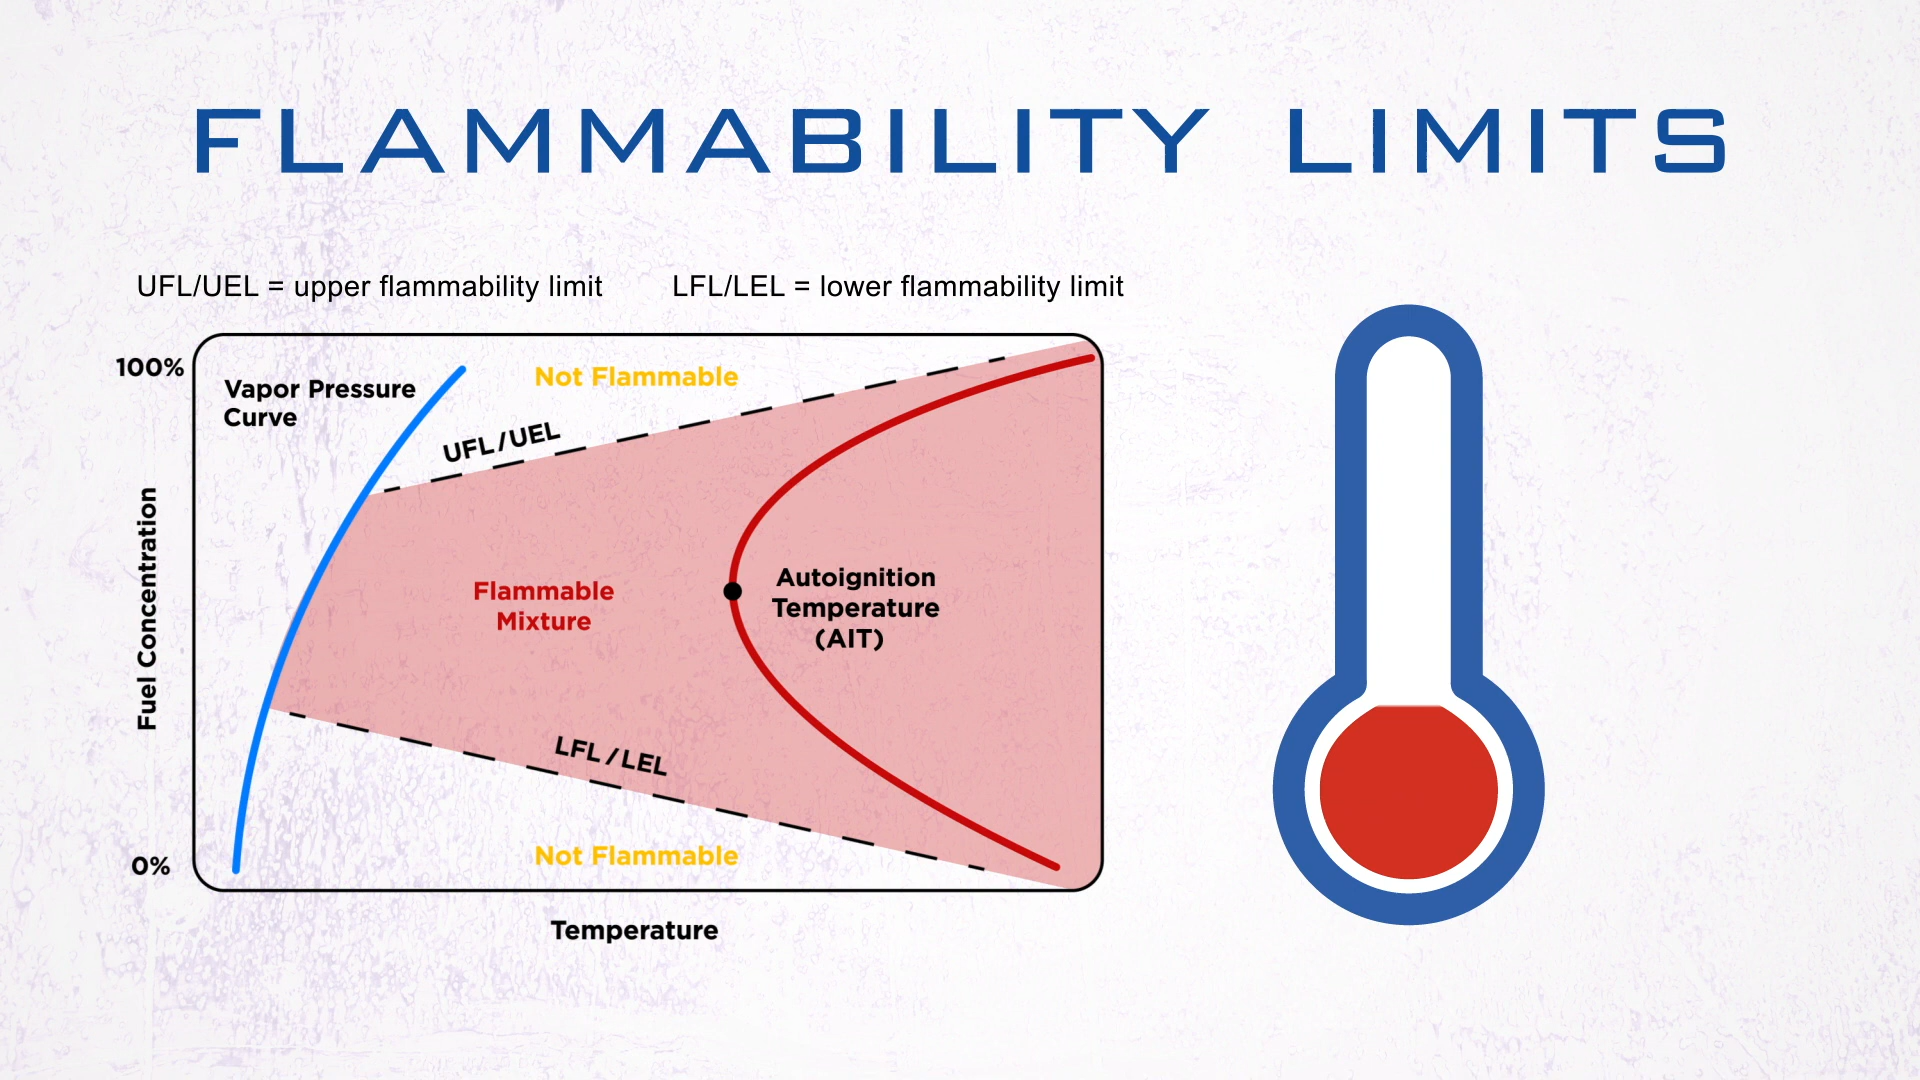 FLAMMABILITY LIMITS
UFL/UEL = upper flammability limit
LFL/LEL = lower flammability limit
100%
Vapor Pressure
Curve
Not Flammable
UFL/UEL
Fuel Concentration
Flammable
Mixture
Autoignition
Temperature
(AIT)
LFL/LEL
Not Flammable
0%
Temperature